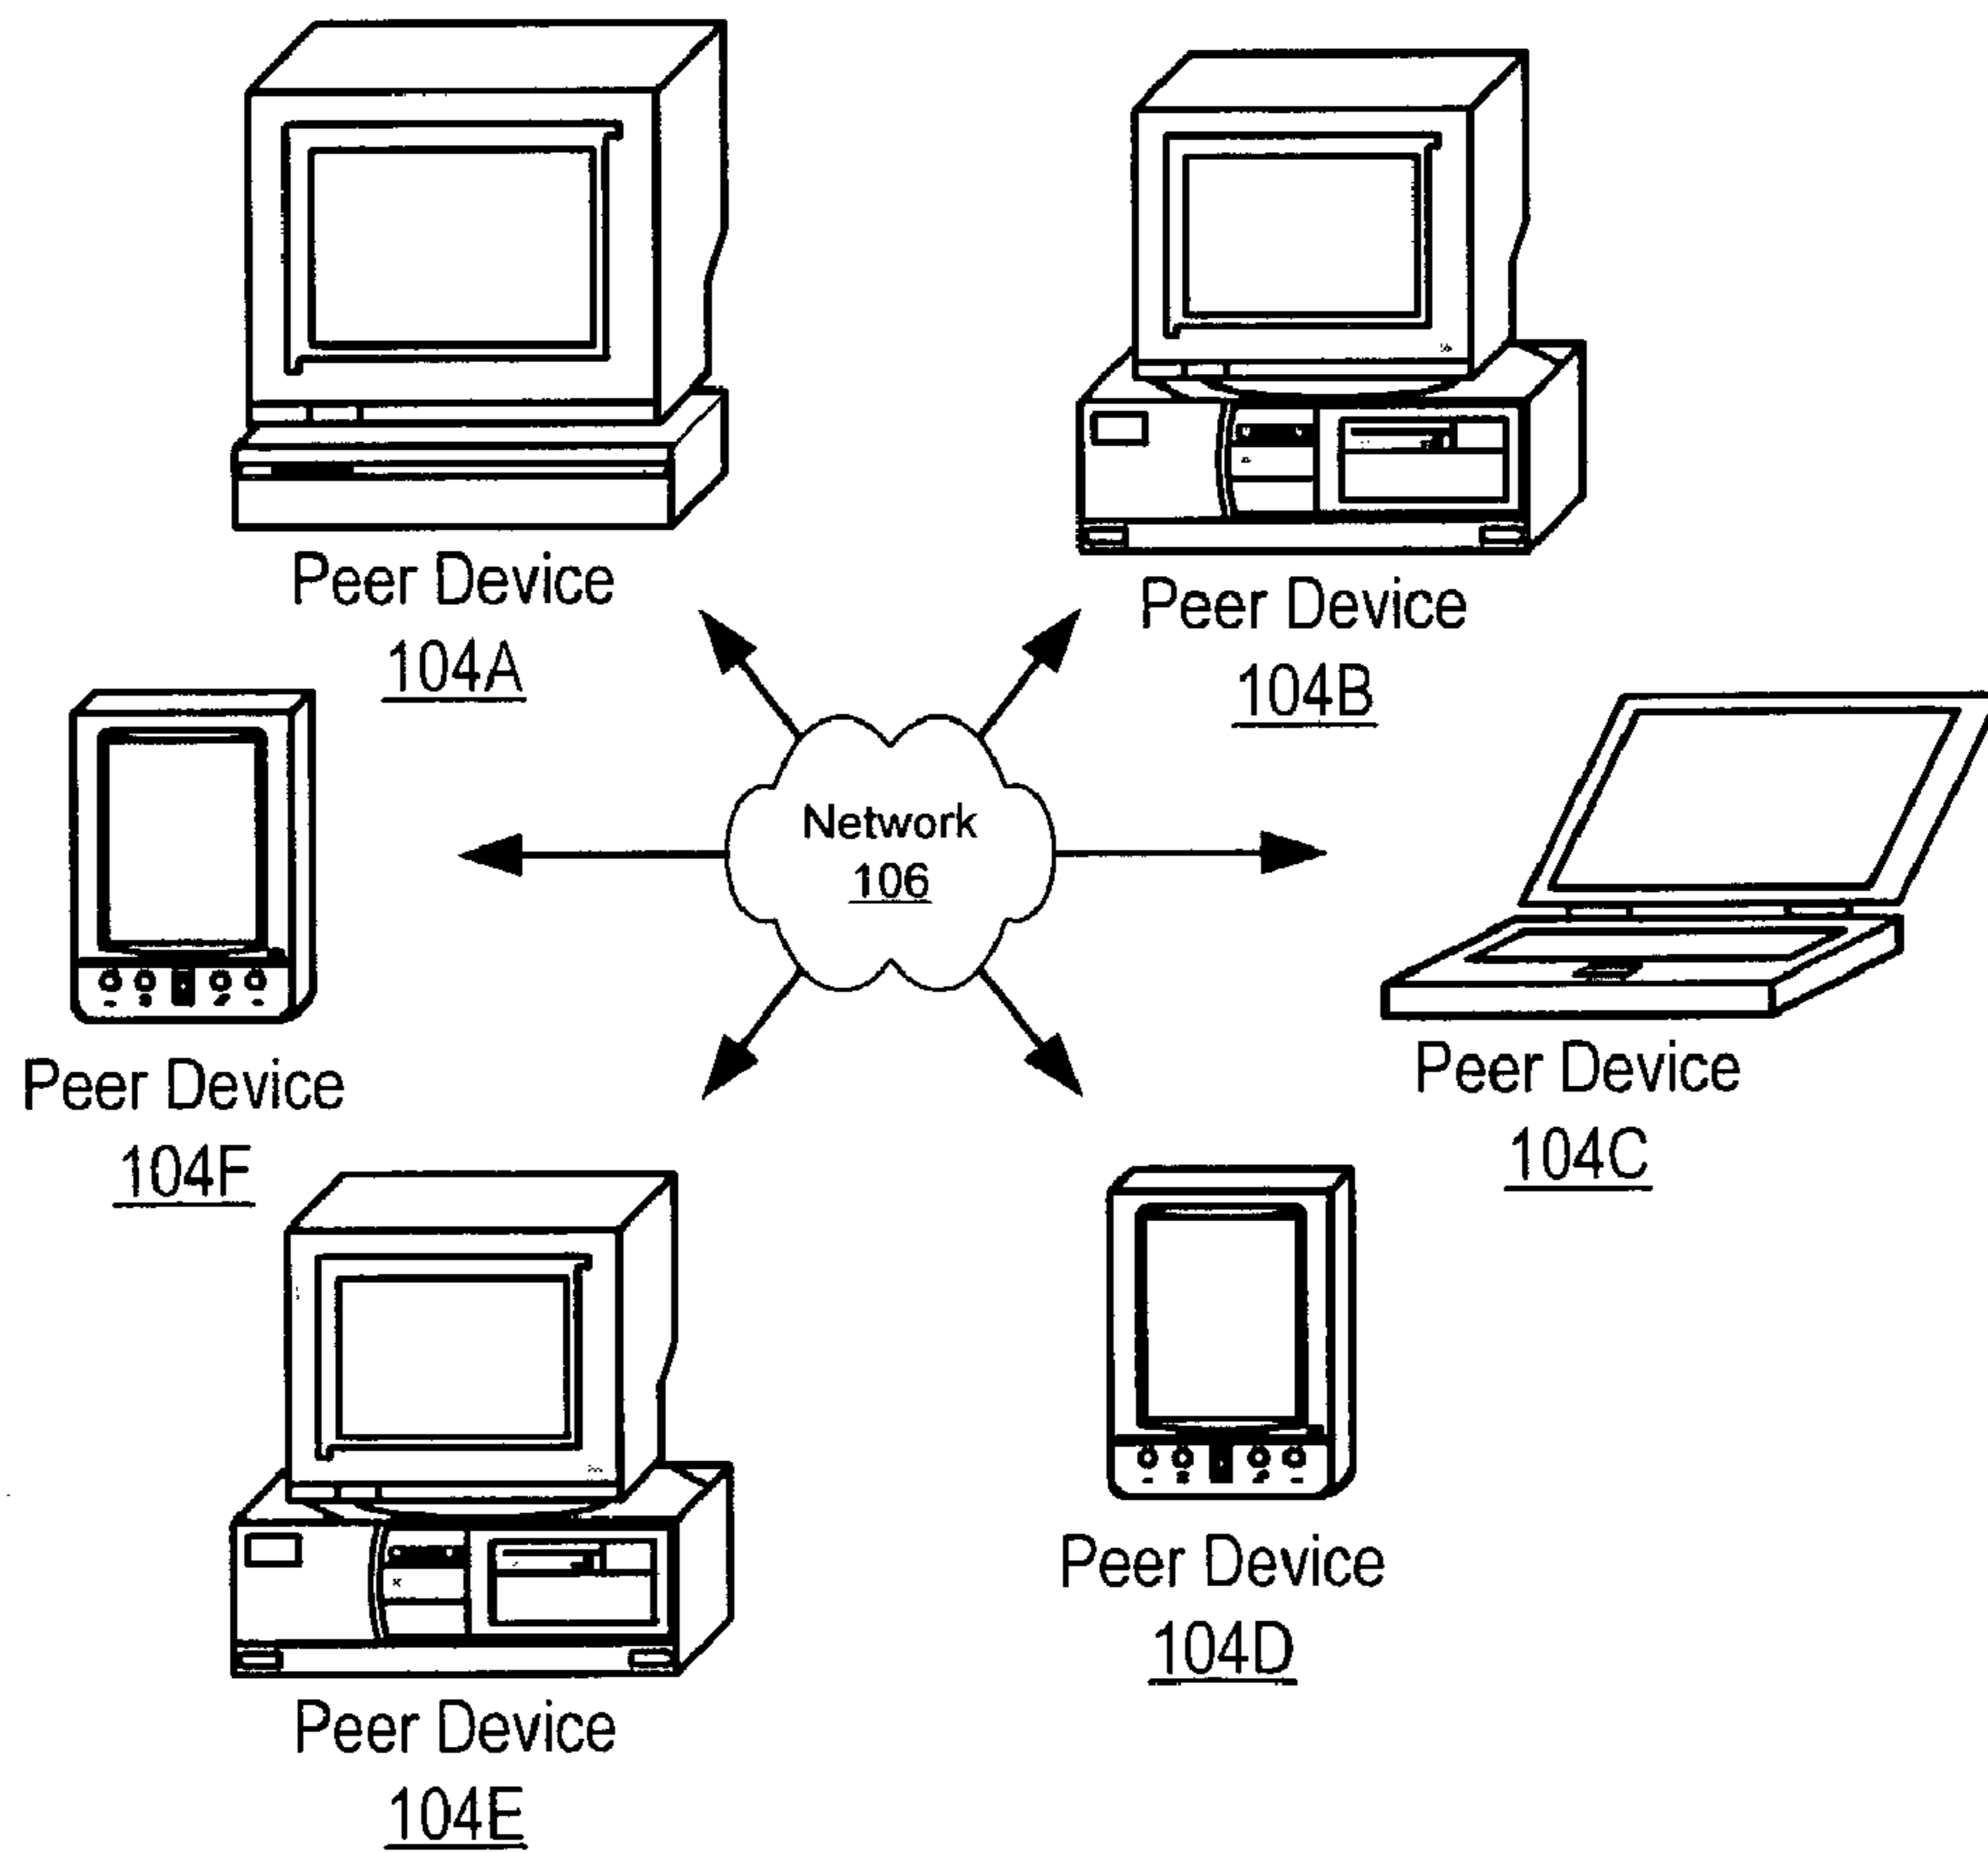 Peer Device
104A
Peer Device
104B
Network
106
Peer Device
104F
Peer Device
104C
Peer Device
104D
Peer Device
104E